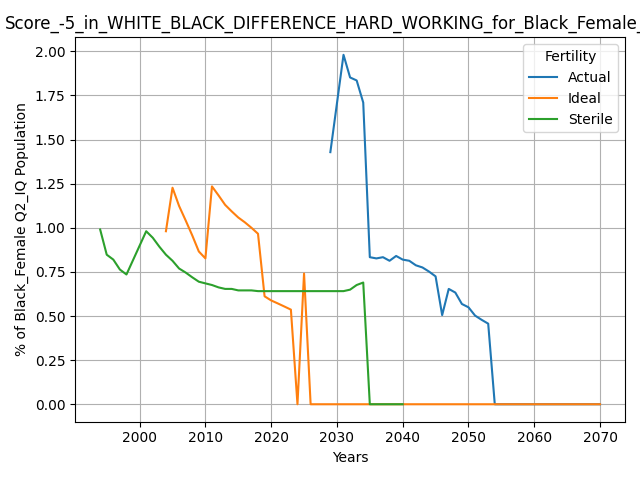 Score_-5_in_WHITE_BLACK_DIFFERENCE_HARD_WORKING_for_Black_Female_
Fertility
Actual
Ideal
Sterile
2.00
1.75
1.50
1.25
1.00
0.75
0.50
0.25
0.00
% of Black_Female Q2_IQ Population
2000 2010 2020 2030 2040 2050 2060 2070
Years